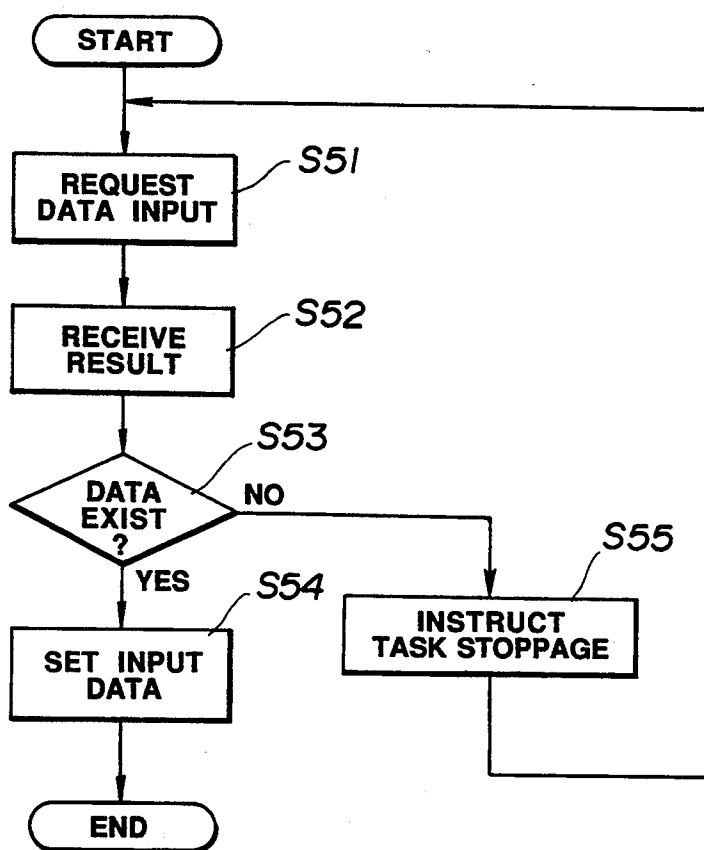 START
S51
REQUEST
DATA INPUT
S52
RECEIVE
RESULT
S53
DATA
EXIST
?
NO
YES
S54
S55
SET INPUT
DATA
INSTRUCT
TASK STOPPAGE
END